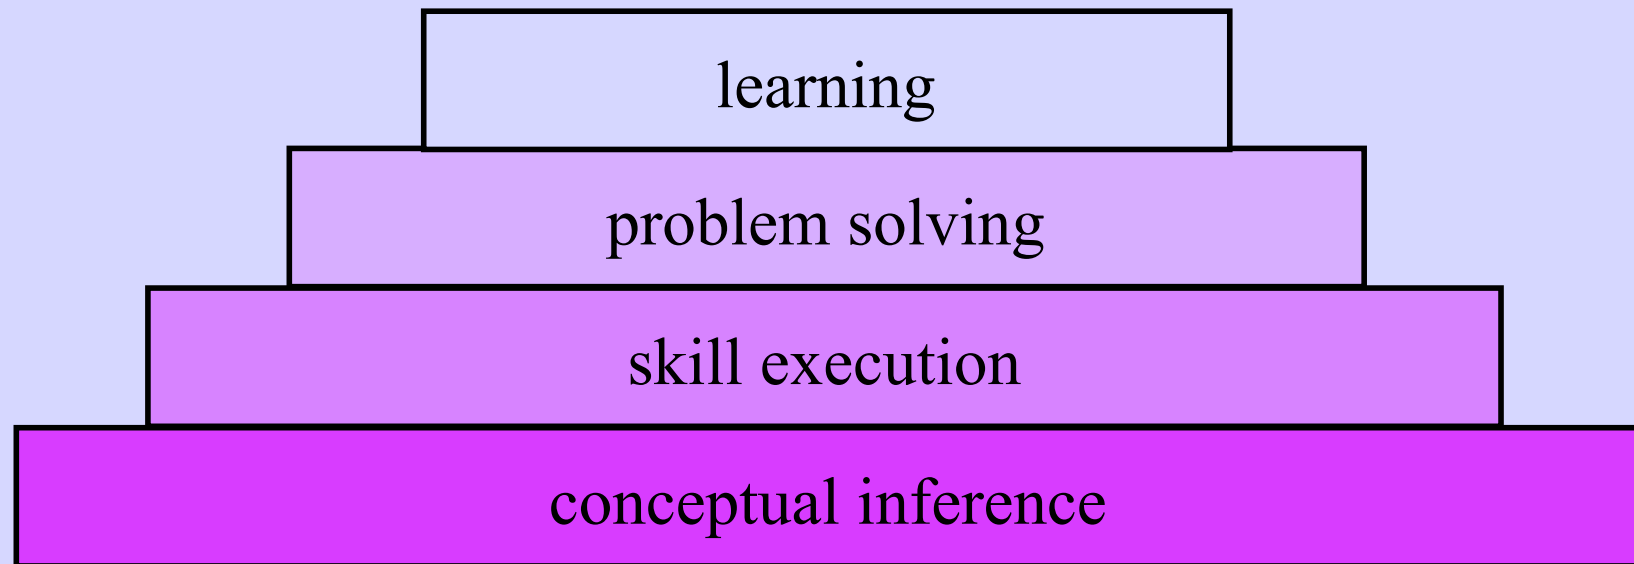 learning
problem solving
skill execution
conceptual inference